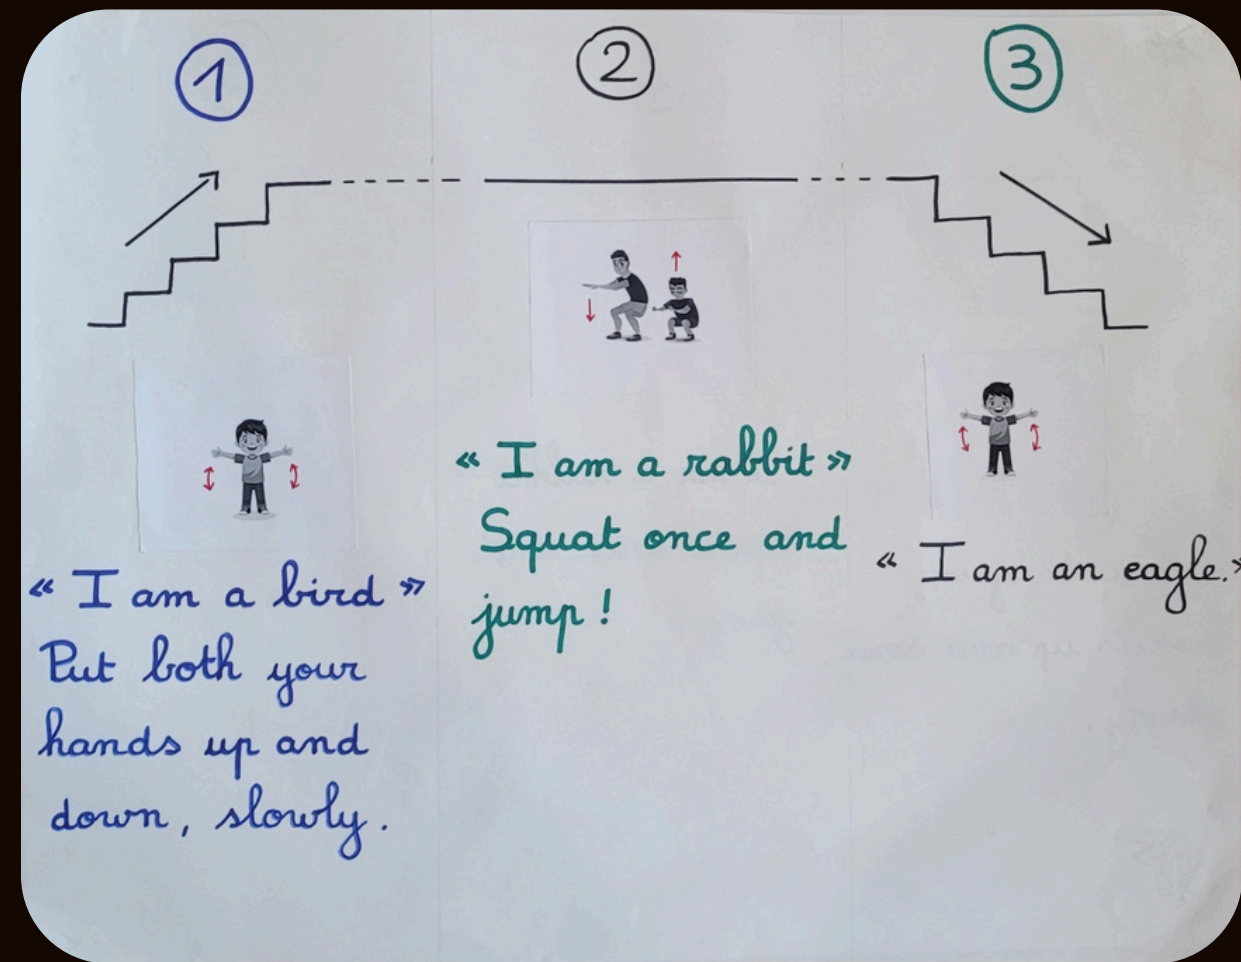 1
2
3
« I am a bird »
Put both your
hands up and
down, slowly.
« I am a rabbit »
Squat once and
jump !
« I am an eagle. »